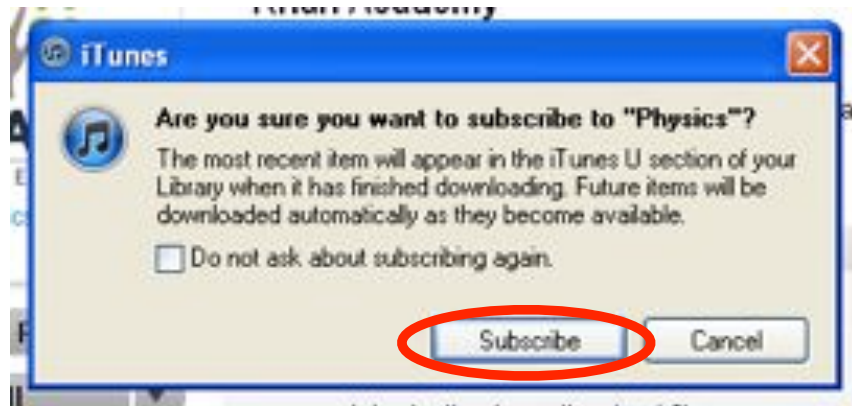 Khan Academy
iTunes
Are you sure you want to subscribe to "Physics"?
The most recent item will appear in the iTunes U section of your
Library when it has finished downloading. Future items will be
downloaded automatically as they become available.
Do not ask about subscribing again.
Subscribe Cancel